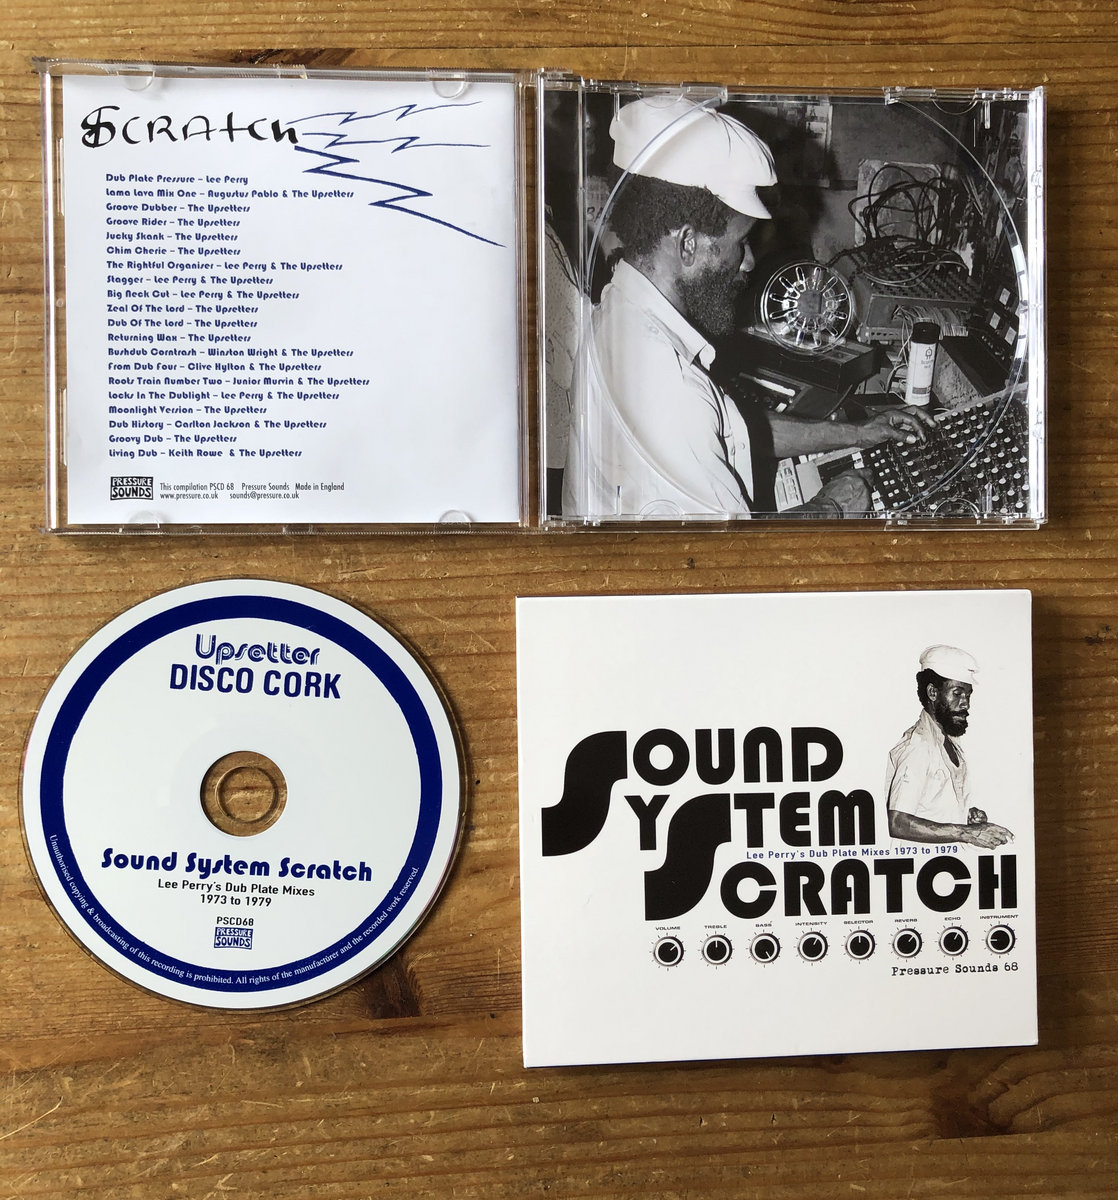 Scratch
Dub Plate Pressure – Lee Perry
Lama Lava Mix One – Augustus Pablo & The Upsetters
Groove Dubber – The Upsetters
Groove Rider – The Upsetters
Jucky Skank – The Upsetters
Chim Cherie – The Upsetters
The Rightful Organiser – Lee Perry & The Upsetters
Stagger – Lee Perry & The Upsetters
Big Neck Cut – Lee Perry & The Upsetters
Zeal Of The Lord – The Upsetters
Dub Of The Lord – The Upsetters
Returning Wax – The Upsetters
Bushdub Corntrash – Winston Wright & The Upsetters
From Dub Four – Clive Hylton & The Upsetters
Roots Train Number Two – Junior Murvin & The Upsetters
Locks In The Dublight – Lee Perry & The Upsetters
Moonlight Version – The Upsetters
Dub History – Carlton Jackson & The Upsetters
Groovy Dub – The Upsetters
Living Dub – Keith Rowe & The Upsetters
PRESSURE SOUNDS
This compilation PSCD 68 Pressure Sounds Made in England
www.pressure.co.uk sounds@pressure.co.uk
Upsetter
DISCO CORK
Sound System Scratch
Lee Perry's Dub Plate Mixes
1973 to 1979
PSCD68
PRESSURE
SOUNDS
Unauthorised copying & broadcasting of this recording is prohibited. All rights of the manufacturer and the recorded work reserved.
SOUND
SYSTEM
Lee Perry's Dub Plate Mixes 1973 to 1979
SCRATCH
VOLUME TREBLE BASS INTENSITY SELECTOR REVERB ECHO INSTRUMENT
Pressure Sounds 68